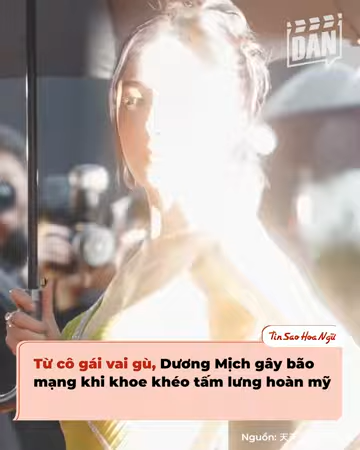 DAN
Tin Sao Hoa Ngữ
Từ cô gái vai gù, Dương Mịch gây bão
mạng khi khoe khéo tấm lưng hoàn mỹ
Nguồn: 天